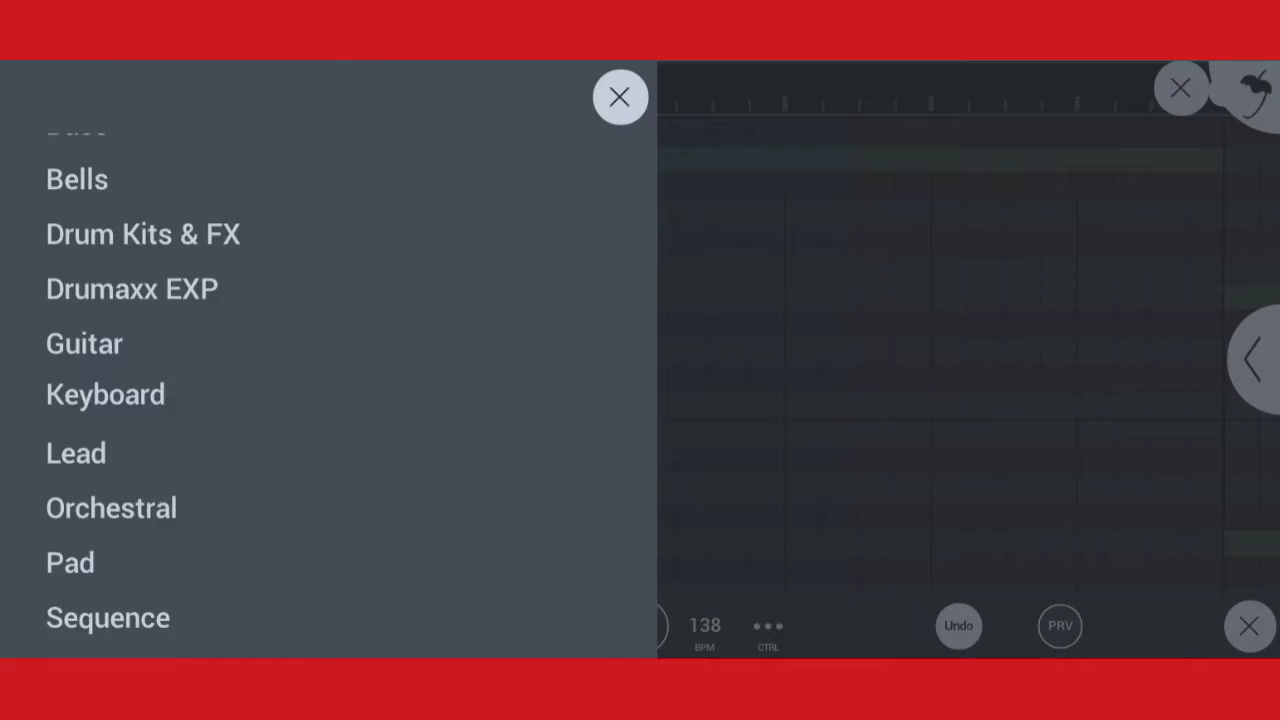 Bells
Drum Kits & FX
Drumaxx EXP
Guitar
Keyboard
Lead
Orchestral
Pad
Sequence
138
BPM
CTRL
Undo
PRV